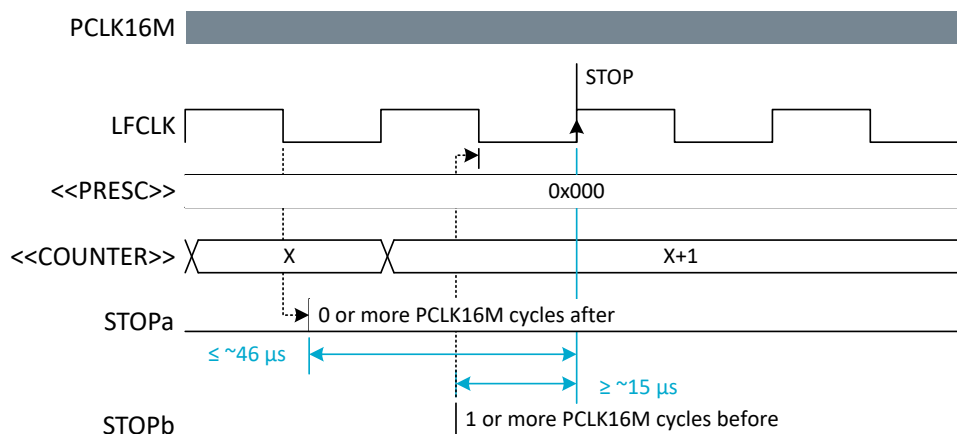 PCLK16M
STOP
LFCLK
<<PRESC>>
0x000
<<COUNTER>>
X
X+1
STOPa
0 or more PCLK16M cycles after
≤ ~46 µs
≥ ~15 µs
STOPb
1 or more PCLK16M cycles before